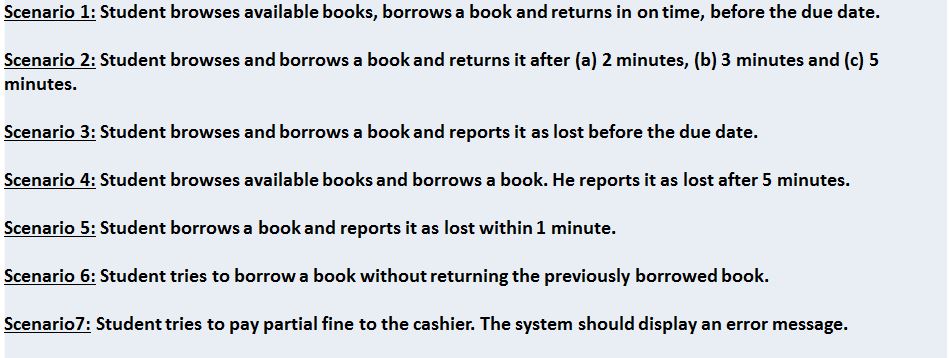 Scenario 1: Student browses available books, borrows a book and returns in on time, before the due date.
Scenario 2: Student browses and borrows a book and returns it after (a) 2 minutes, (b) 3 minutes and (c) 5
minutes.
Scenario 3: Student browses and borrows a book and reports it as lost before the due date.
Scenario 4: Student browses available books and borrows a book. He reports it as lost after 5 minutes.
Scenario 5: Student borrows a book and reports it as lost within 1 minute.
Scenario 6: Student tries to borrow a book without returning the previously borrowed book.
Scenario7: Student tries to pay partial fine to the cashier. The system should display an error message.